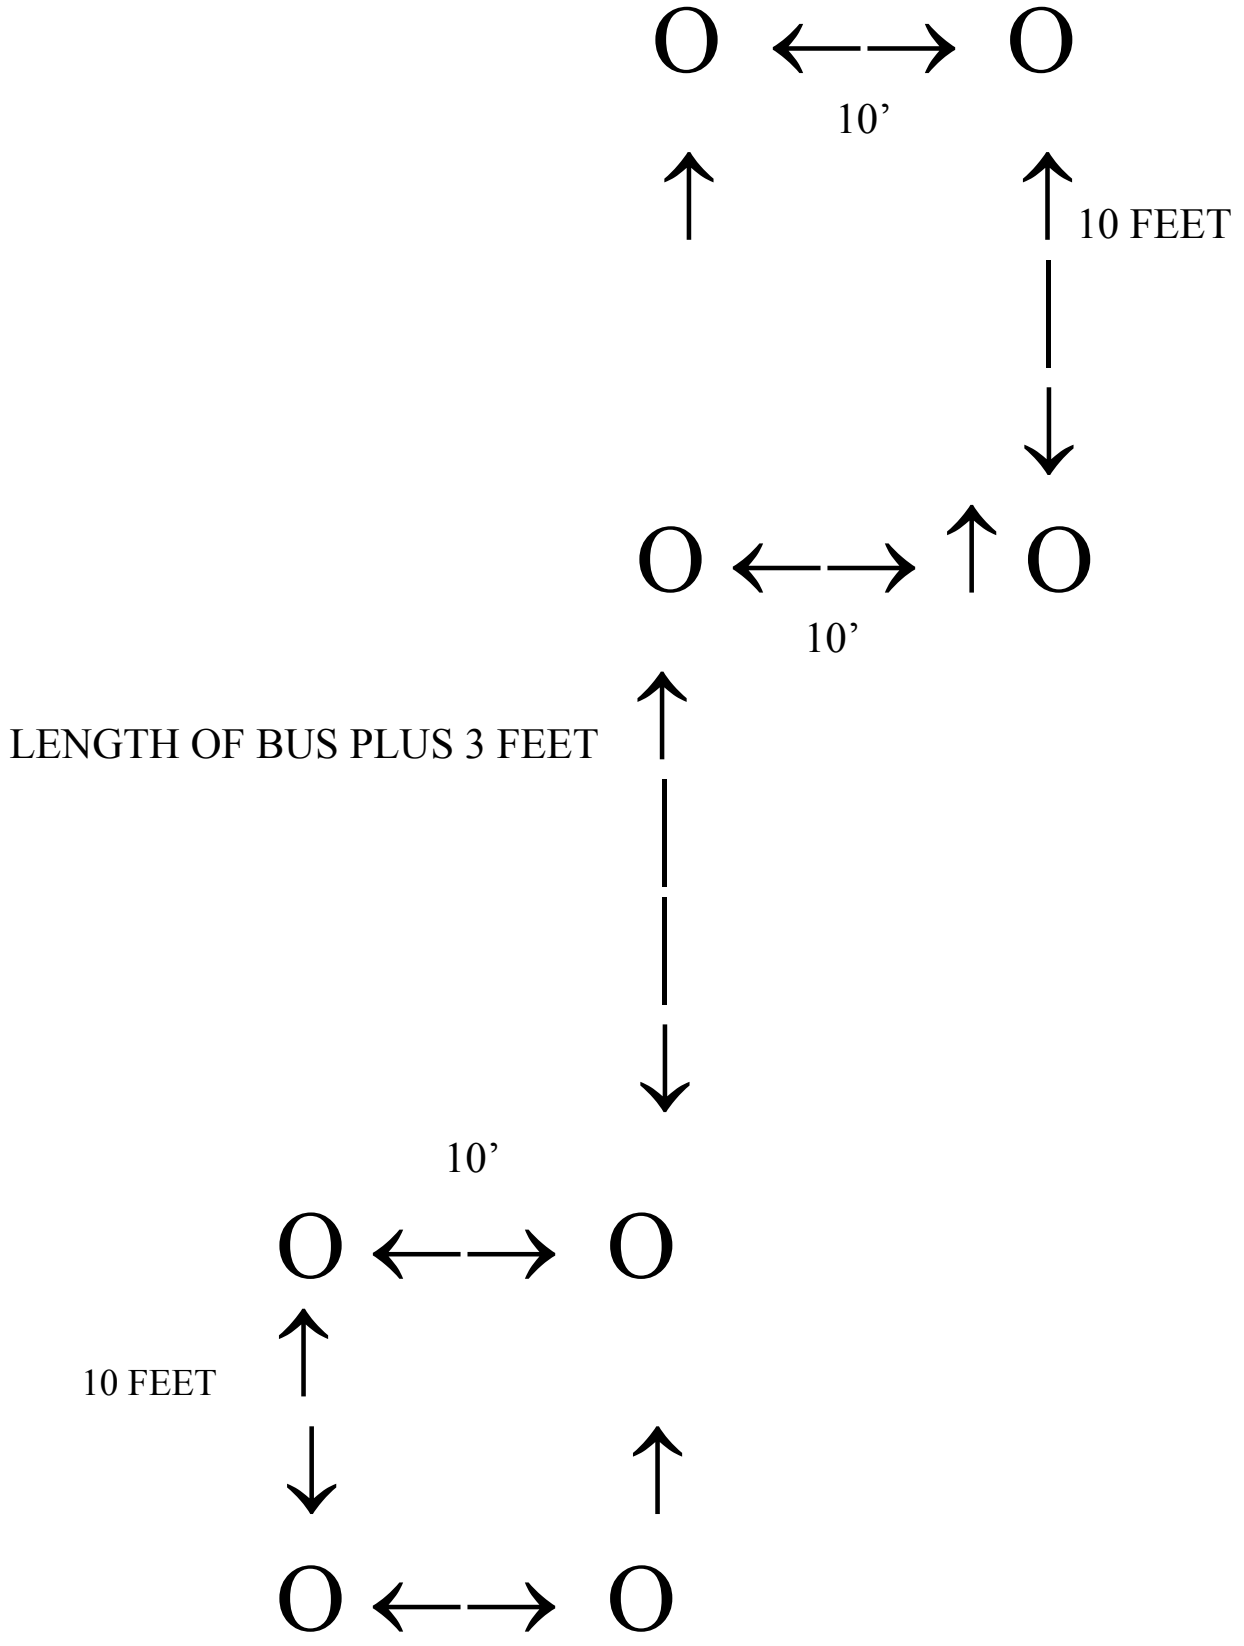 O ←→ O
10’
↑ ↑ 10 FEET
↓
O ←→ ↑ O
10’
↑
LENGTH OF BUS PLUS 3 FEET
↓
10’
O ←→ O
↑
10 FEET
↓ ↑
O ←→ O